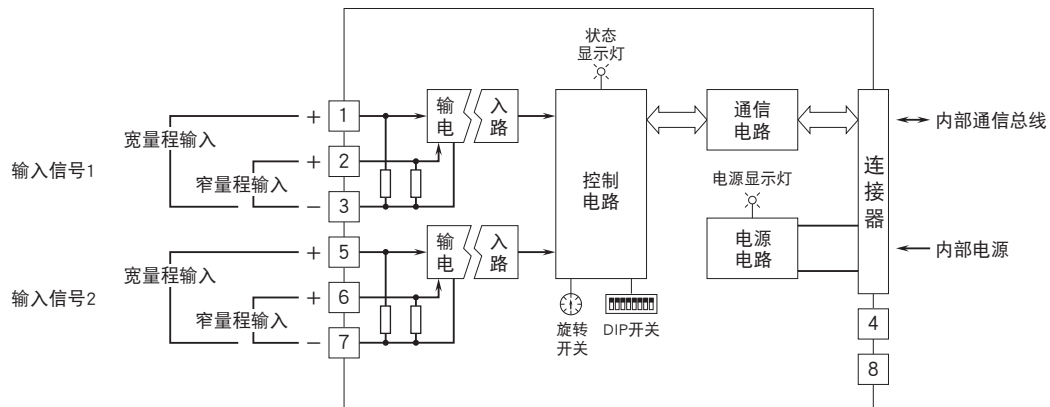 状态
显示灯
输
电
入
路
控制
电路
通信
电路
连
接
器
内部通信总线
内部电源
电源显示灯
电源
电路
旋转
开关
DIP开关
4
8
输入信号1
宽量程输入
窄量程输入
+ 1
+ 2
− 3
输入信号2
宽量程输入
窄量程输入
+ 5
+ 6
− 7
输
电
入
路